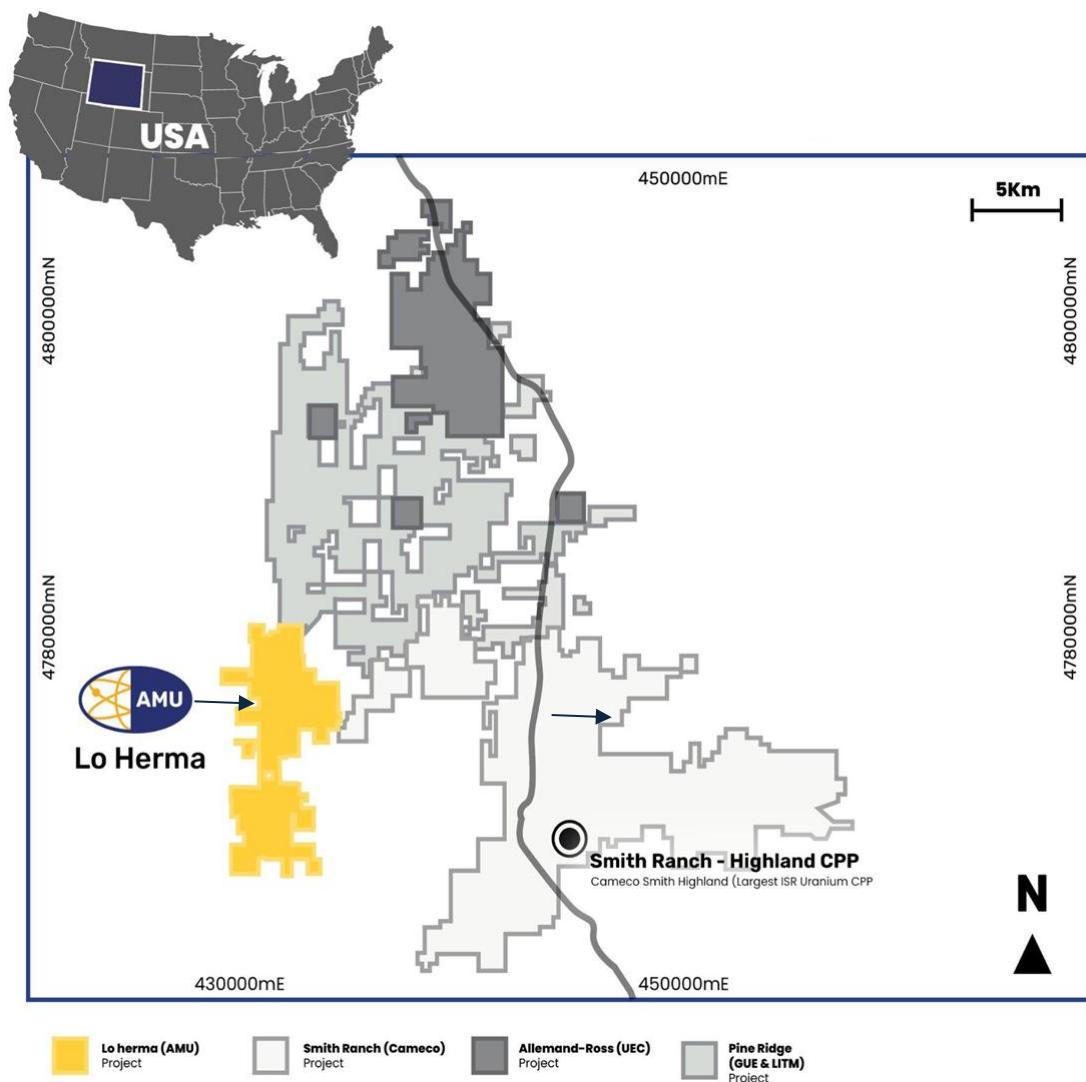 USA
450000mE
5Km
4800000mN
4800000mN
4780000mN
4780000mN
AMU
Lo Herma
Smith Ranch - Highland CPP
Cameco Smith Highland (Largest ISR Uranium CPP
N
430000mE
450000mE
Lo herma (AMU)
Project
Smith Ranch (Cameco)
Project
Allemand-Ross (UEC)
Project
Pine Ridge
(GUE & LITM)
Project